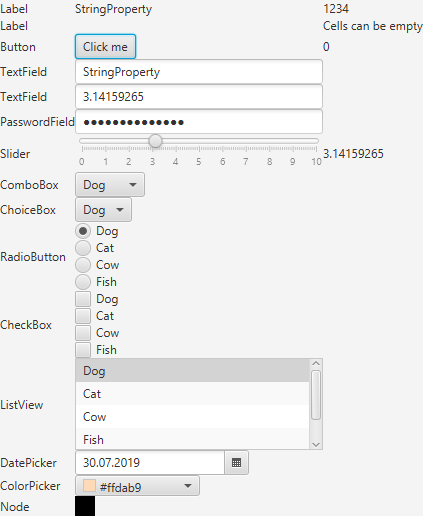 Label StringProperty 1234
Label Cells can be empty
Button Click me 0
TextField StringProperty
TextField 3.14159265
PasswordField ●●●●●●●●●●●●●●
Slider 0 1 2 3 4 5 6 7 8 9 10 3.14159265
ComboBox Dog
ChoiceBox Dog
RadioButton
Dog
Cat
Cow
Fish
CheckBox
Dog
Cat
Cow
Fish
ListView
Dog
Cat
Cow
Fish
DatePicker 30.07.2019
ColorPicker #ffdab9
Node